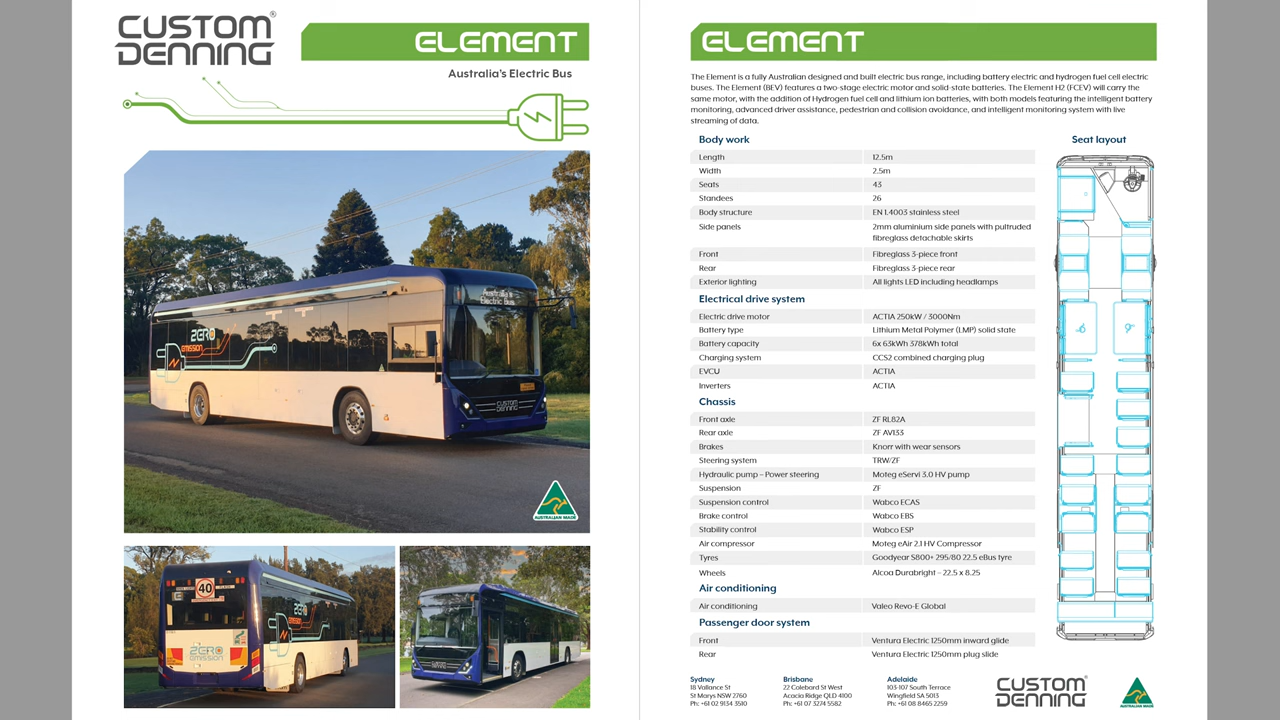 CUSTOM
DENNING
ELEMENT
Australia's Electric Bus
Australia's
Electric Bus
ZERO
EMISSION
CUSTOM
DENNING
AUSTRALIAN MADE
40
ZERO
emission
ZERO
EMISSION
ELEMENT
The Element is a fully Australian designed and built electric bus range, including battery electric and hydrogen fuel cell electric
buses. The Element (BEV) features a two-stage electric motor and solid-state batteries. The Element H2 (FCEV) will carry the
same motor, with the addition of Hydrogen fuel cell and lithium ion batteries, with both models featuring the intelligent battery
monitoring, advanced driver assistance, pedestrian and collision avoidance, and intelligent monitoring system with live
streaming of data.
Body work
Length 12.5m
Width 2.5m
Seats 43
Standees 26
Body structure EN 1.4003 stainless steel
Side panels 2mm aluminium side panels with pultruded
fibreglass detachable skirts
Front Fibreglass 3-piece front
Rear Fibreglass 3-piece rear
Exterior lighting All lights LED including headlamps
Electrical drive system
Electric drive motor ACTIA 250kW / 3000Nm
Battery type Lithium Metal Polymer (LMP) solid state
Battery capacity 6x 63kWh 378kWh total
Charging system CCS2 combined charging plug
EVCU ACTIA
Inverters ACTIA
Chassis
Front axle ZF RL82A
Rear axle ZF AV133
Brakes Knorr with wear sensors
Steering system TRW/ZF
Hydraulic pump – Power steering Moteg eServi 3.0 HV pump
Suspension ZF
Suspension control Wabco ECAS
Brake control Wabco EBS
Stability control Wabco ESP
Air compressor Moteg eAir 2.1 HV Compressor
Tyres Goodyear S800+ 295/80 22.5 eBus tyre
Wheels Alcoa Durabright – 22.5 x 8.25
Air conditioning
Air conditioning Valeo Revo-E Global
Passenger door system
Front Ventura Electric 1250mm inward glide
Rear Ventura Electric 1250mm plug slide
Seat layout
Sydney
18 Vallance St
St Marys NSW 2760
Ph: +61 02 9134 3510
Brisbane
22 Colebard St West
Acacia Ridge QLD 4100
Ph: +61 07 3274 5582
Adelaide
103-107 South Terrace
Wingfield SA 5013
Ph: +61 08 8465 2259
CUSTOM
DENNING
AUSTRALIAN MADE